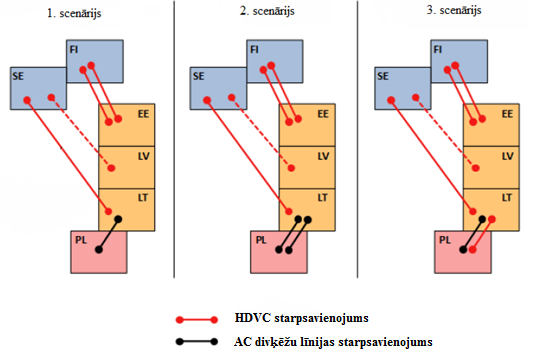 1. scenārijs
2. scenārijs
3. scenārijs
FI
SE
EE
LV
LT
PL
FI
SE
EE
LV
LT
PL
FI
SE
EE
LV
LT
PL
HDVC starpsavienojums
AC divķēžu līnijas starpsavienojums